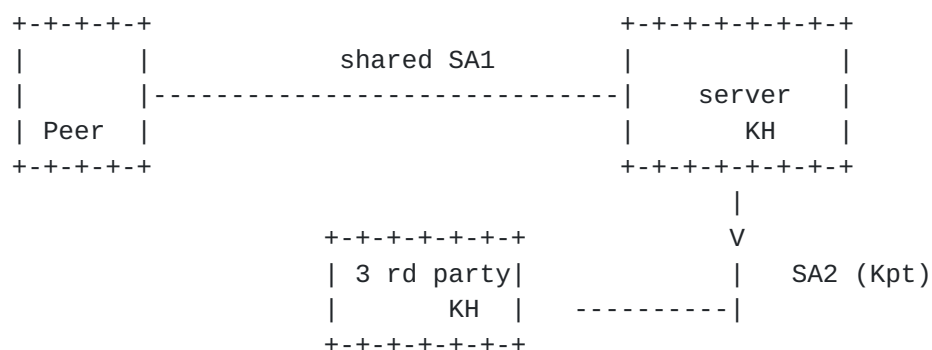 +-+-+-+-+ +-+-+-+-+-+-+-+
| | shared SA1 | |
| |------------------------------| server |
| Peer | | KH |
+-+-+-+-+ +-+-+-+-+-+-+-+
|
+-+-+-+-+-+-+ V
| 3 rd party| | SA2 (Kpt)
| KH | ----------|
+-+-+-+-+-+-+